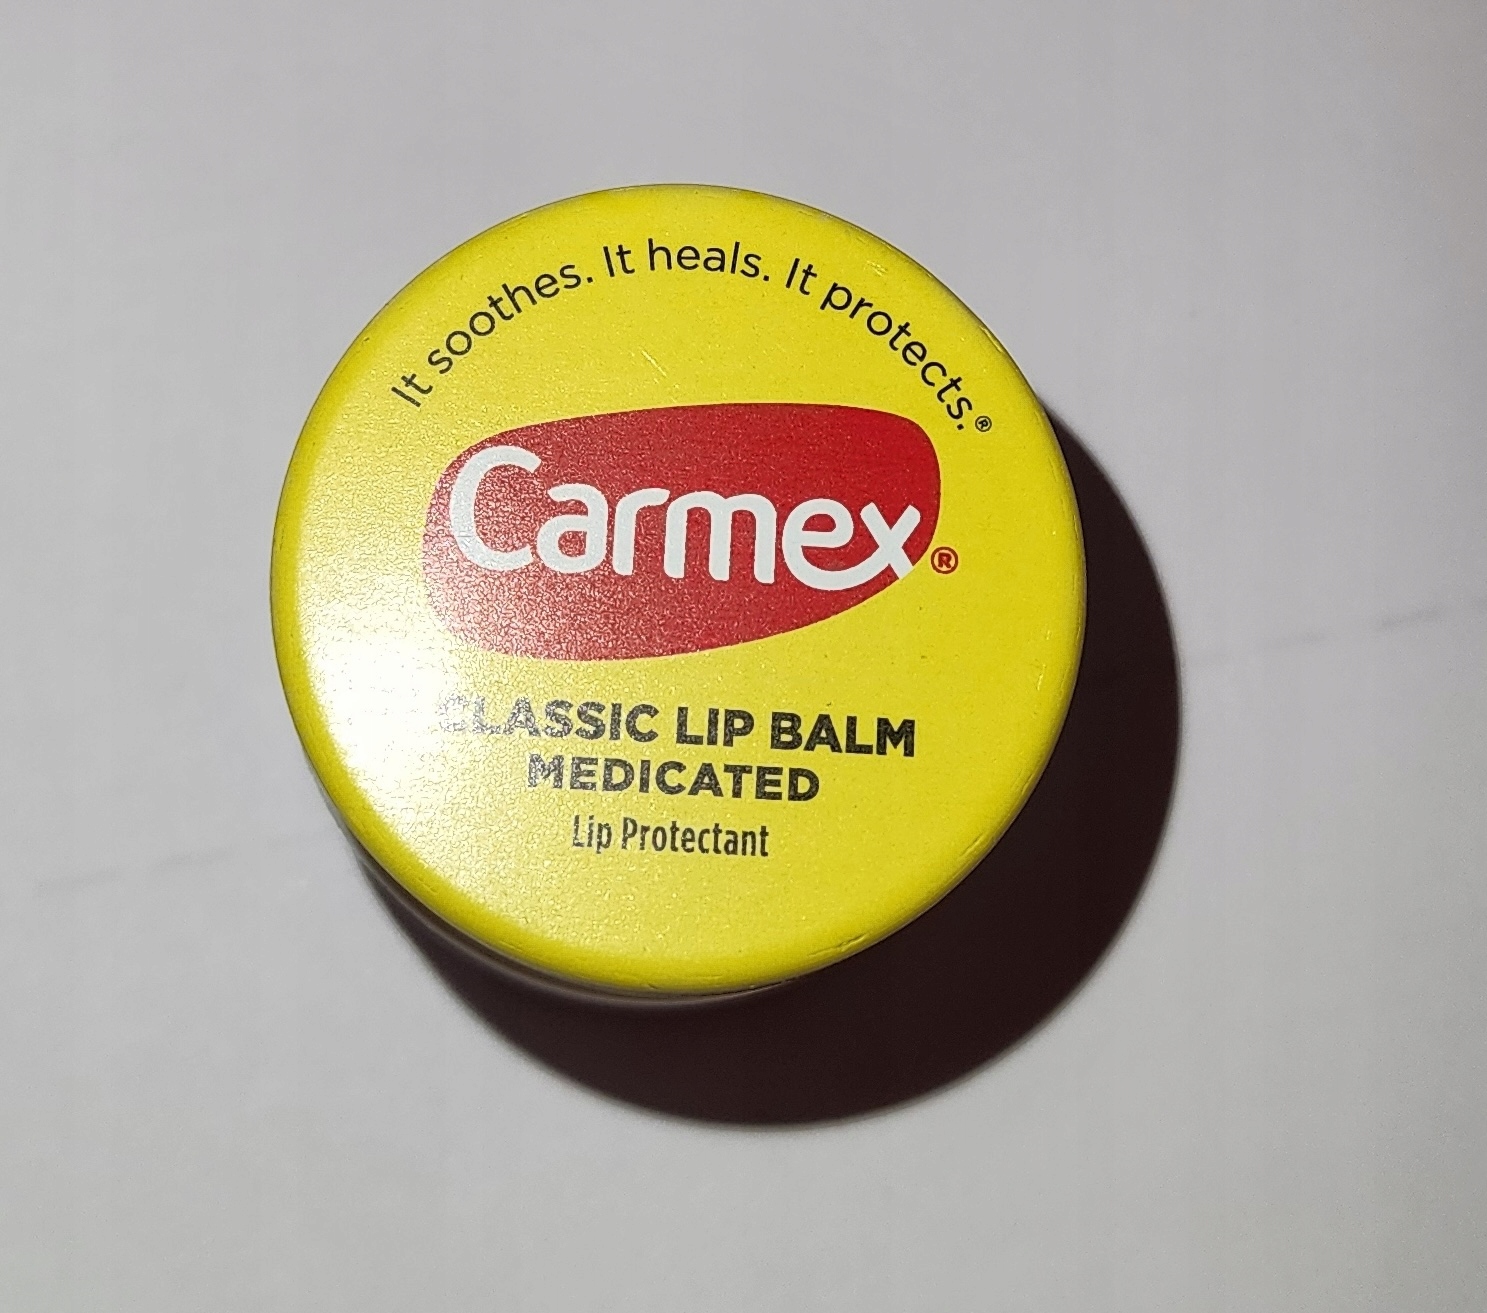 It soothes. It heals. It protects.®
Carmex®
CLASSIC LIP BALM
MEDICATED
Lip Protectant